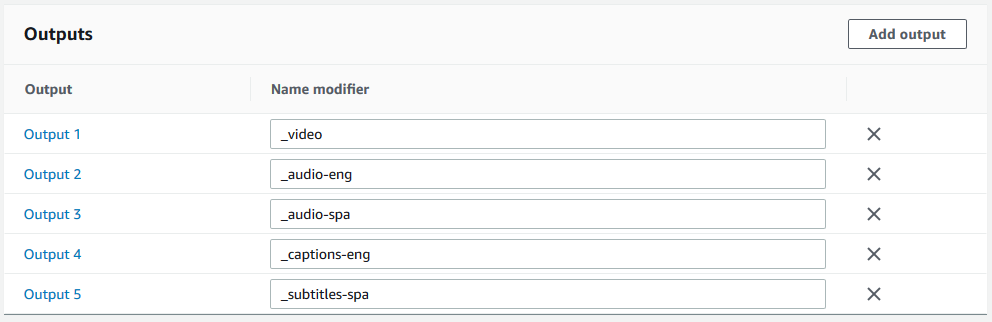 Outputs
Add output
Output Name modifier
Output 1 _video
Output 2 _audio-eng
Output 3 _audio-spa
Output 4 _captions-eng
Output 5 _subtitles-spa